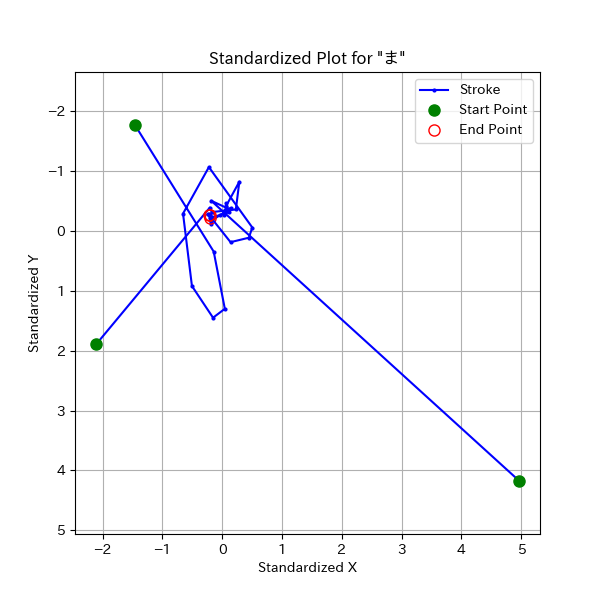 Standardized Plot for "ま"
Stroke
Start Point
End Point
−2
−1
0
1
2
3
4
5
Standardized Y
−2 −1 0 1 2 3 4 5
Standardized X